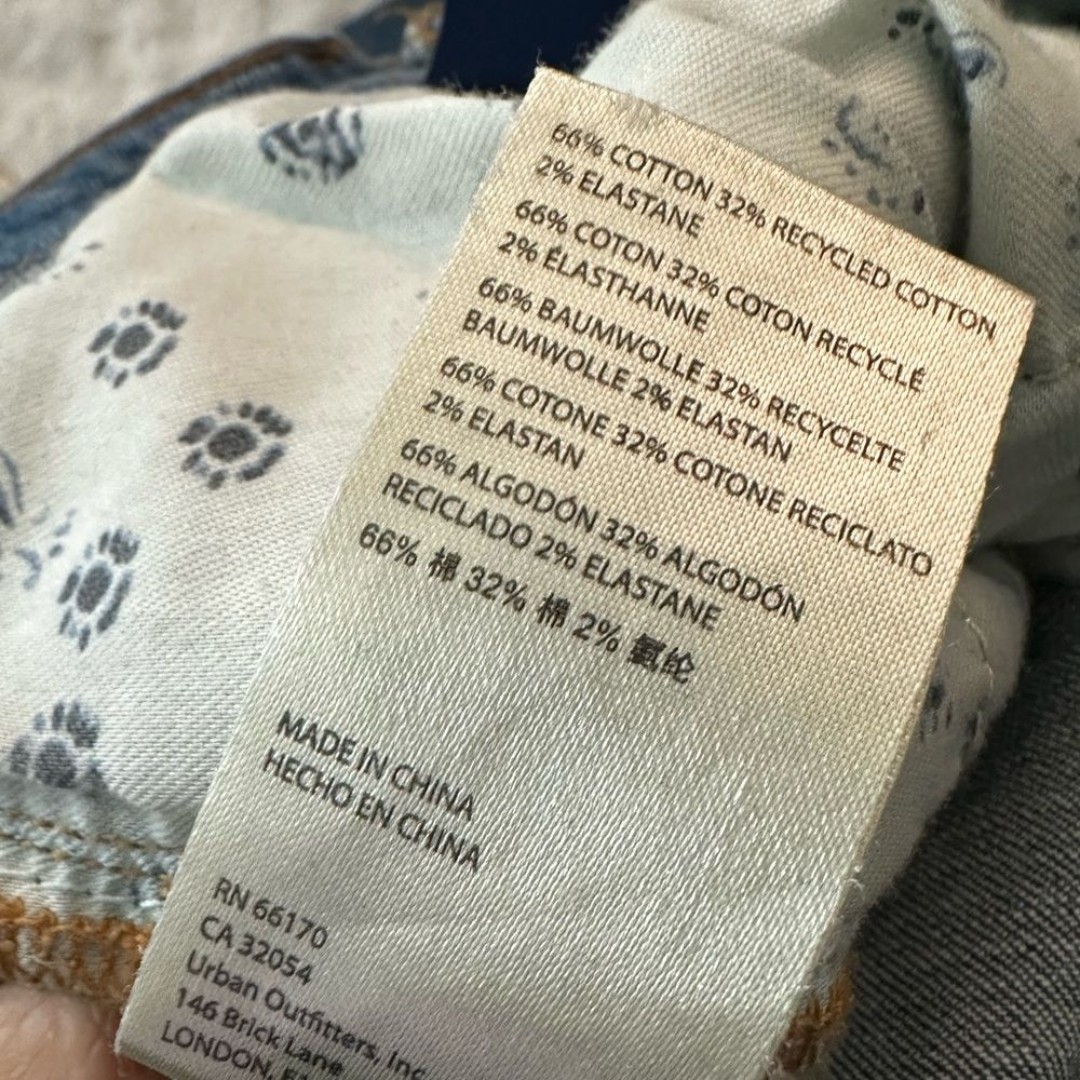 66% COTTON 32% RECYCLED COTTON
2% ELASTANE
66% COTON 32% COTON RECYCLÉ
2% ÉLASTHANNE
66% BAUMWOLLE 32% RECYCELTE
BAUMWOLLE 2% ELASTAN
66% COTONE 32% COTONE RECICLATO
2% ELASTAN
66% ALGODÓN 32% ALGODÓN
RECICLADO 2% ELASTANE
66% 棉 32% 棉 2% 氨纶
MADE IN CHINA
HECHO EN CHINA
RN 66170
CA 32054
Urban Outfitters, Inc
146 Brick Lane
LONDON,